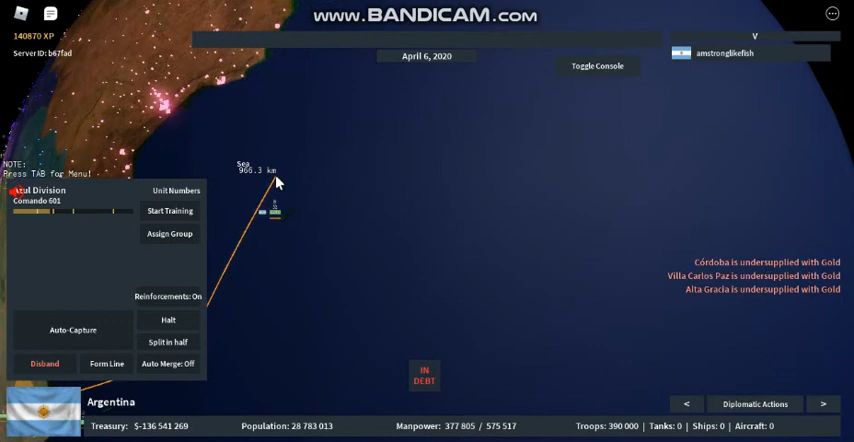 www.BANDICAM.com
140870 XP
V
Server ID: b67fad
April 6, 2020
amstronglikefish
Toggle Console
Sea
966.3 km
NOTE:
Press TAB for Menu!
Division
Unit Numbers
Comando 601
Start Training
Assign Group
Córdoba is undersupplied with Gold
Villa Carlos Paz is undersupplied with Gold
Alta Gracia is undersupplied with Gold
Reinforcements: On
Auto-Capture
Halt
Split in half
Disband
Form Line
Auto Merge: Off
IN
DEBT
Argentina
<
Diplomatic Actions
>
Treasury: $-136 541 269
Population: 28 783 013
Manpower: 377 805 / 575 517
Troops: 390 000 | Tanks: 0 | Ships: 0 | Aircraft: 0